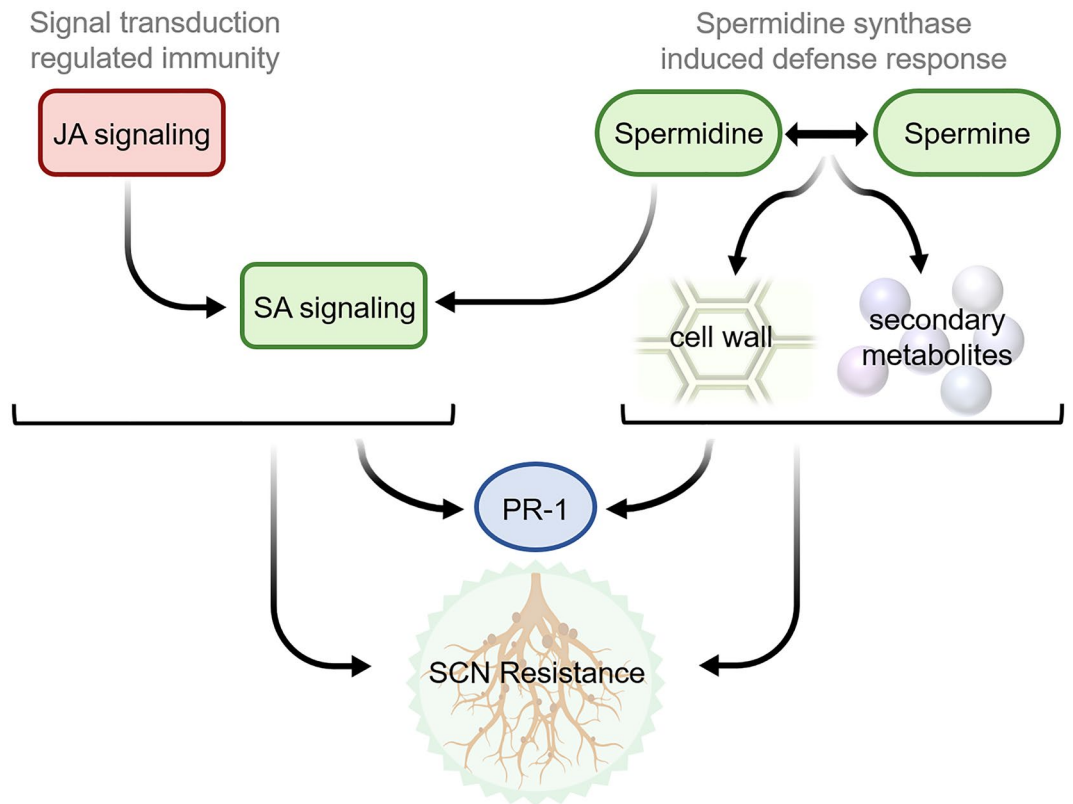 Signal transduction
regulated immunity
Spermidine synthase
induced defense response
JA signaling
Spermidine
Spermine
SA signaling
cell wall
secondary
metabolites
PR-1
SCN Resistance